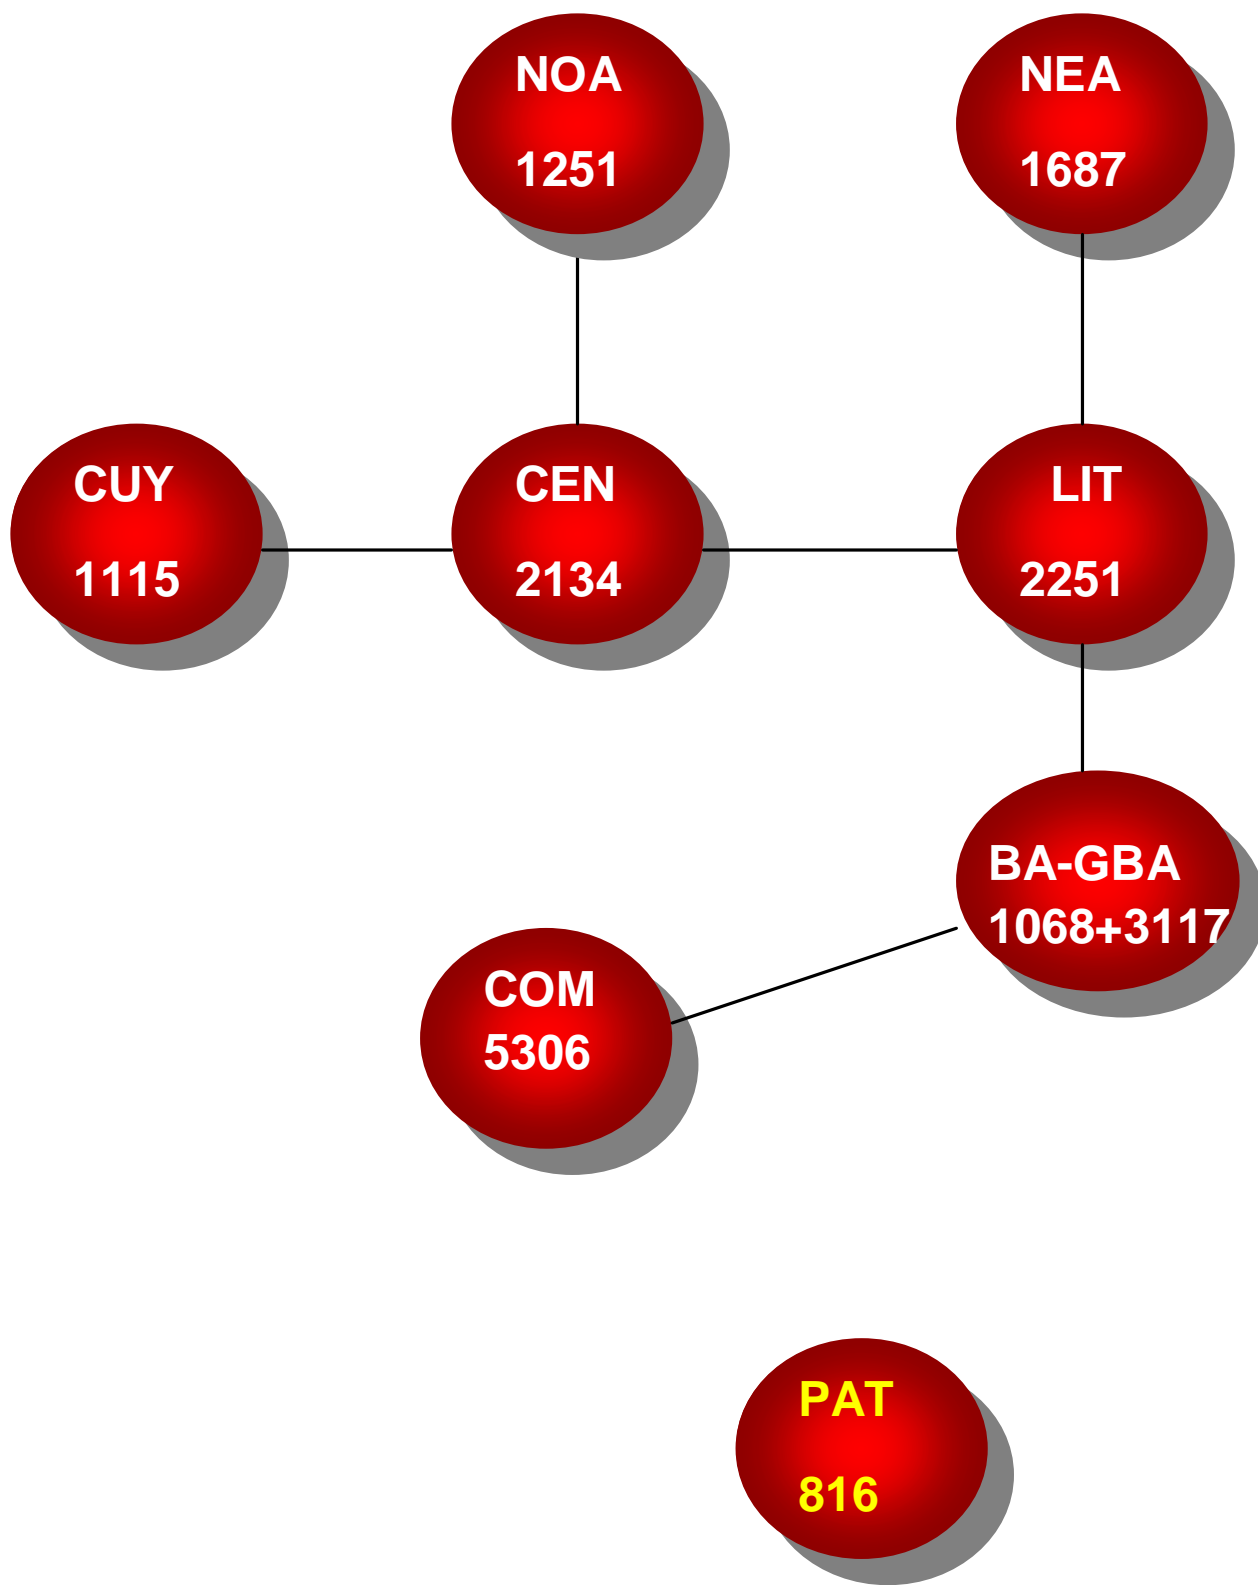 NOA
1251
NEA
1687
CUY
1115
CEN
2134
LIT
2251
BA-GBA
1068+3117
COM
5306
PAT
816